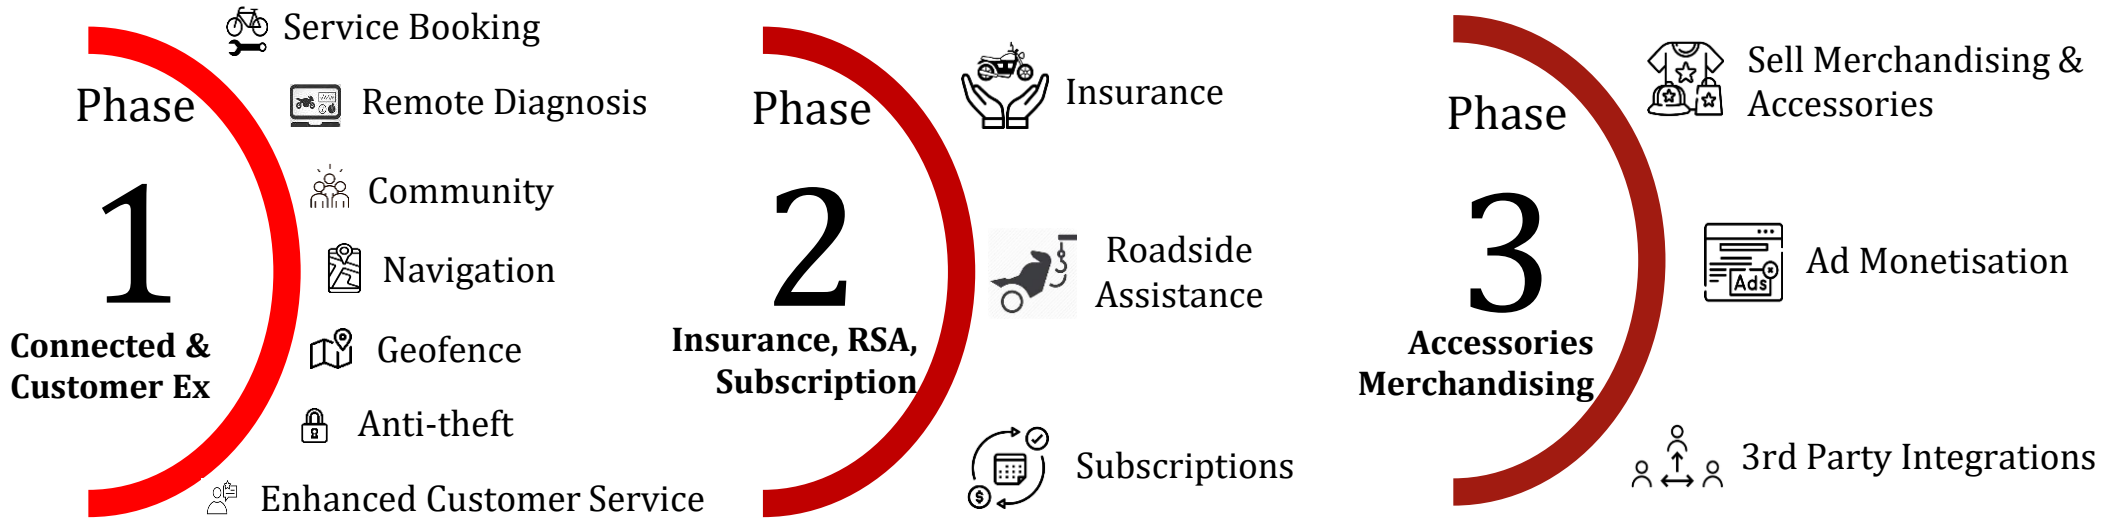 Phase
1
Connected &
Customer Ex
Service Booking
Remote Diagnosis
Community
Navigation
Geofence
Anti-theft
Enhanced Customer Service
Phase
2
Insurance, RSA,
Subscription
Insurance
Roadside
Assistance
Subscriptions
$
Phase
3
Accessories
Merchandising
Sell Merchandising &
Accessories
Ads
Ad Monetisation
3rd Party Integrations